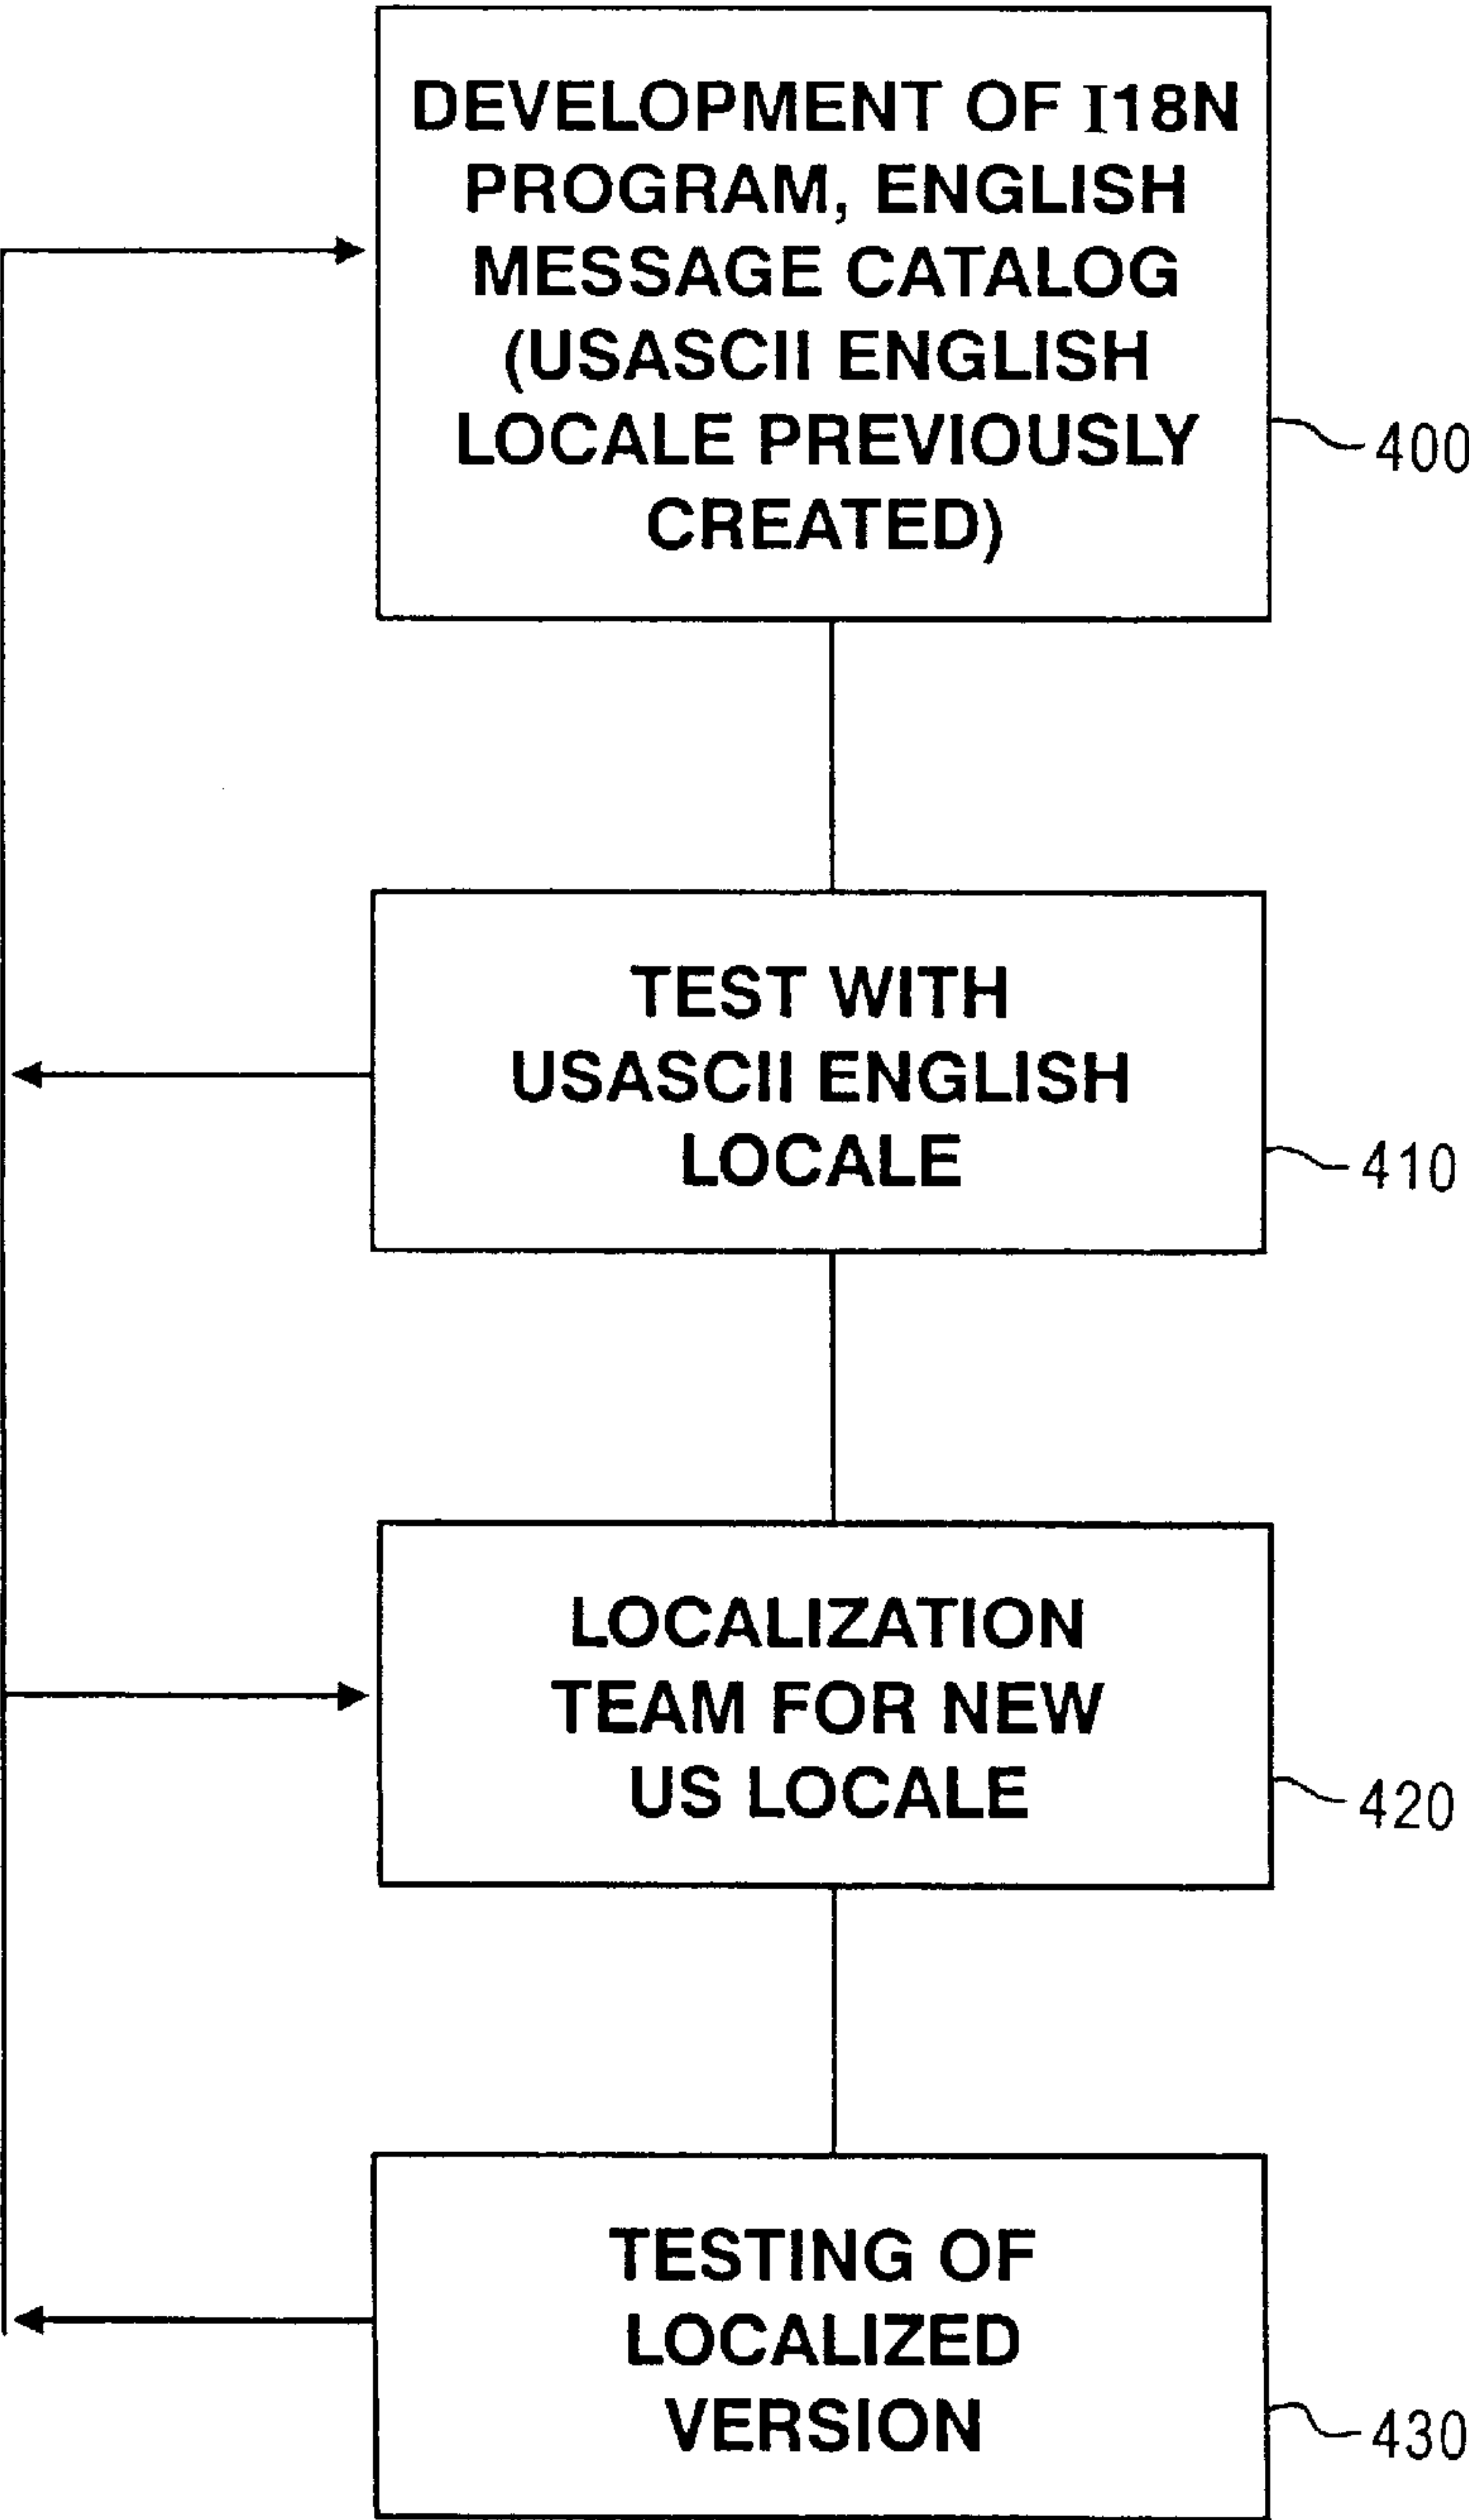 DEVELOPMENT OF I18N
PROGRAM, ENGLISH
MESSAGE CATALOG
(USASCII ENGLISH
LOCALE PREVIOUSLY
CREATED)
400
TEST WITH
USASCII ENGLISH
LOCALE
410
LOCALIZATION
TEAM FOR NEW
US LOCALE
420
TESTING OF
LOCALIZED
VERSION
430